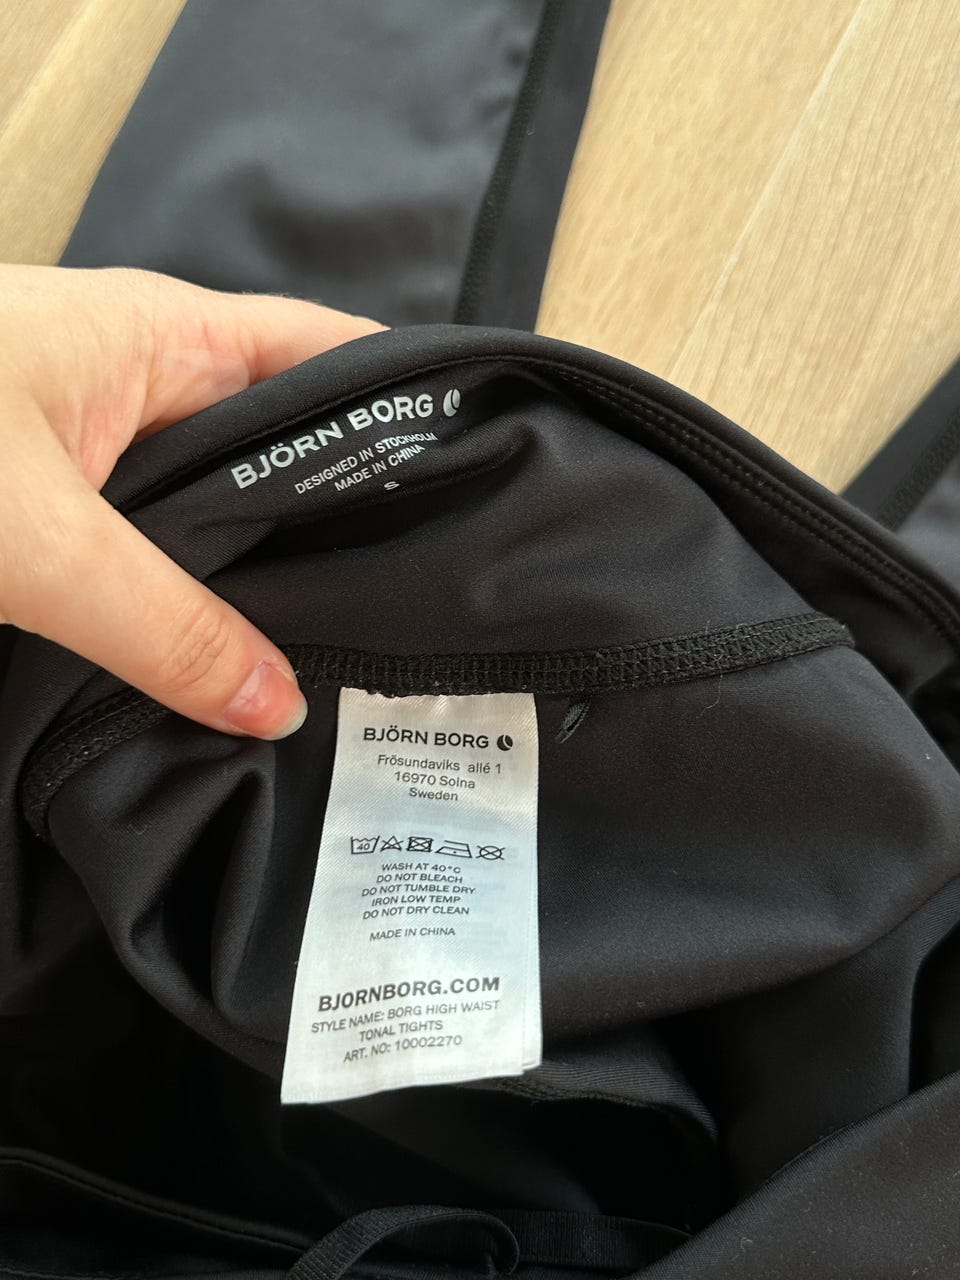 BJÖRN BORG
DESIGNED IN STOCKHOLM
MADE IN CHINA
S
BJÖRN BORG
Frösundaviks allé 1
16970 Solna
Sweden
40
WASH AT 40°C
DO NOT BLEACH
DO NOT TUMBLE DRY
IRON LOW TEMP
DO NOT DRY CLEAN
MADE IN CHINA
BJORNBORG.COM
STYLE NAME: BORG HIGH WAIST
TONAL TIGHTS
ART. NO: 10002270